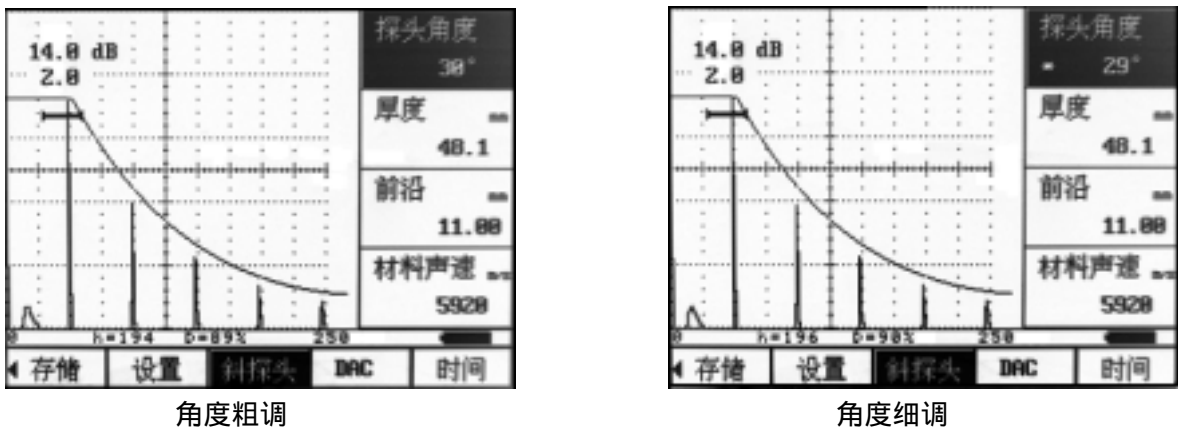 14.0 dB
2.0
探头角度
30°
厚度 mm
48.1
前沿 mm
11.00
材料声速 m/s
5920
0 h=194 D=89% 250
存储 设置 斜探头 DAC 时间
角度粗调
14.0 dB
2.0
探头角度
29°
厚度 mm
48.1
前沿 mm
11.00
材料声速 m/s
5920
0 h=196 D=90% 250
存储 设置 斜探头 DAC 时间
角度细调